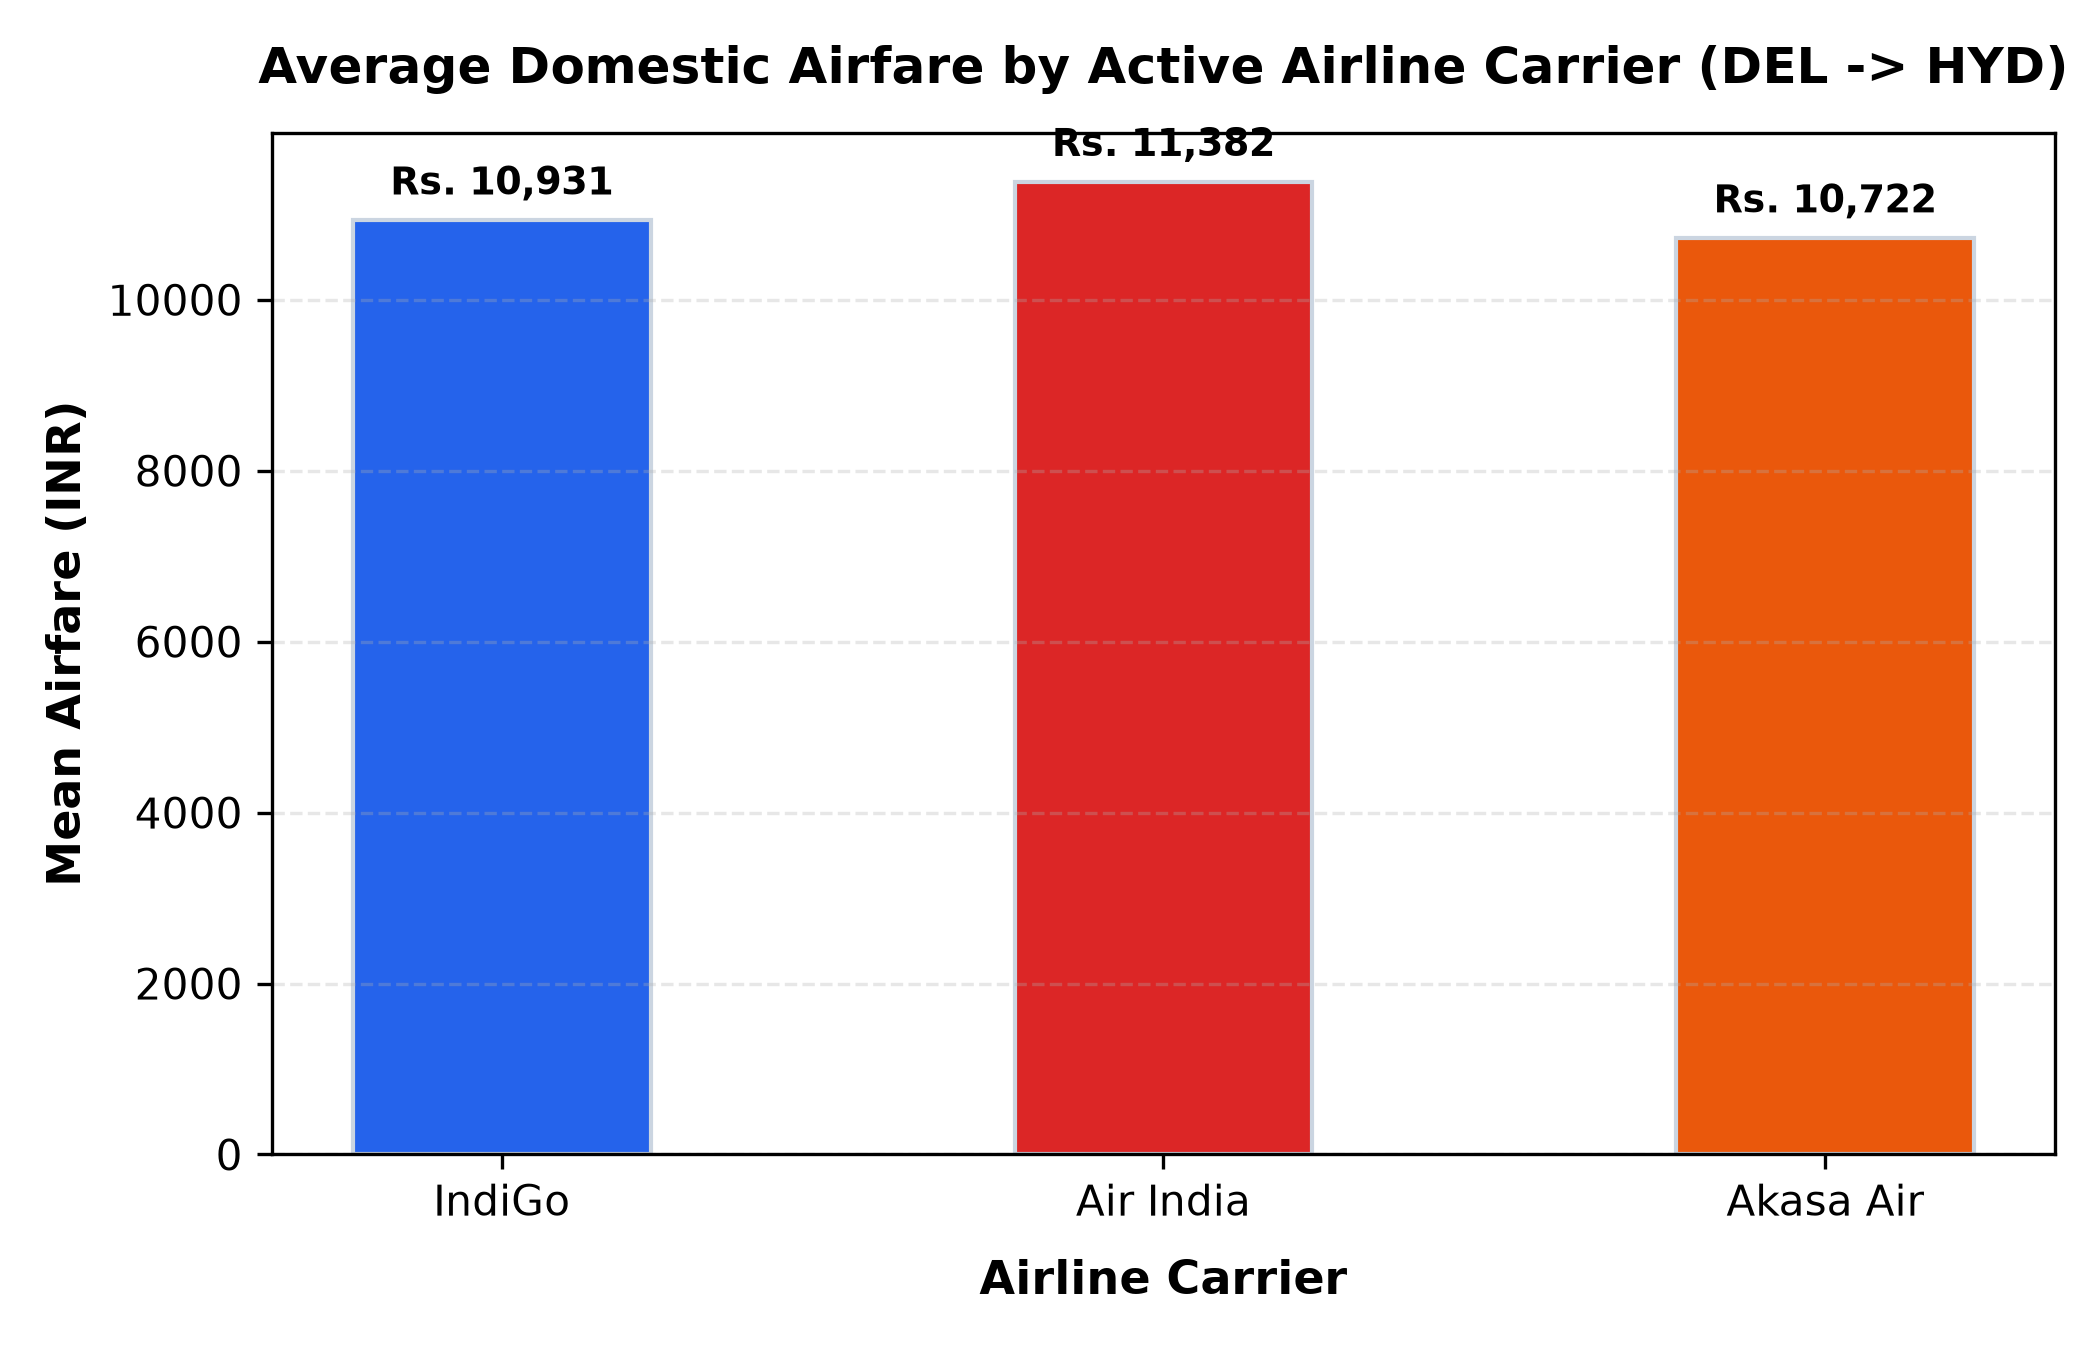 Average Domestic Airfare by Active Airline Carrier (DEL -> HYD)
Rs. 10,931
Rs. 11,382
Rs. 10,722
10000
8000
6000
4000
2000
0
Mean Airfare (INR)
IndiGo
Air India
Akasa Air
Airline Carrier